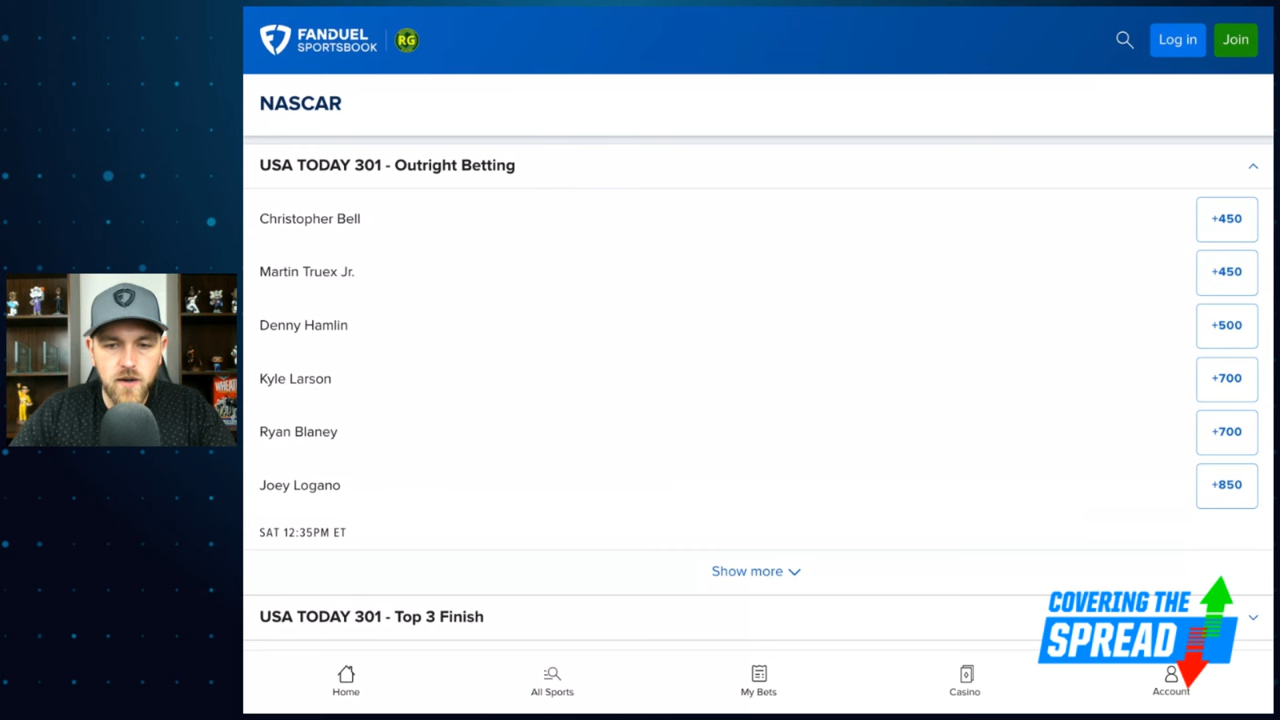 FANDUEL
SPORTSBOOK
RG
Log in
Join
NASCAR
USA TODAY 301 - Outright Betting
Christopher Bell
+450
Martin Truex Jr.
+450
Denny Hamlin
+500
Kyle Larson
+700
Ryan Blaney
+700
Joey Logano
+850
SAT 12:35PM ET
Show more
USA TODAY 301 - Top 3 Finish
COVERING THE
SPREAD
Home
All Sports
My Bets
Casino
Account
WHEATIES